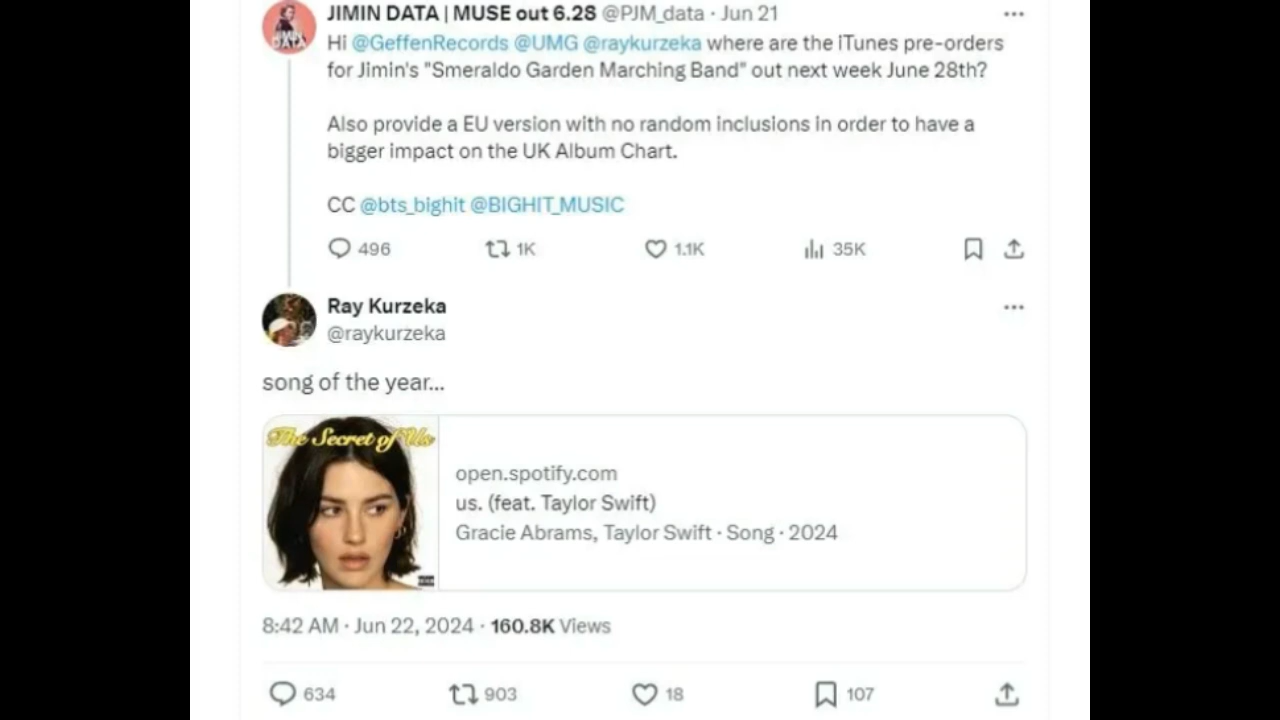 JIMIN DATA | MUSE out 6.28 @PJM_data · Jun 21
Hi @GeffenRecords @UMG @raykurzeka where are the iTunes pre-orders
for Jimin's "Smeraldo Garden Marching Band" out next week June 28th?
Also provide a EU version with no random inclusions in order to have a
bigger impact on the UK Album Chart.
CC @bts_bighit @BIGHIT_MUSIC
496 1K 1.1K 35K
Ray Kurzeka
@raykurzeka
song of the year...
The Secret of Us
open.spotify.com
us. (feat. Taylor Swift)
Gracie Abrams, Taylor Swift · Song · 2024
8:42 AM · Jun 22, 2024 · 160.8K Views
634 903 18 107